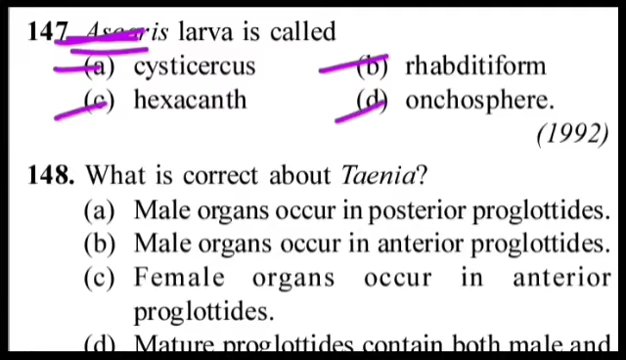 147. Ascaris larva is called
(a) cysticercus (b) rhabditiform
(c) hexacanth (d) onchosphere.
(1992)
148. What is correct about Taenia?
(a) Male organs occur in posterior proglottides.
(b) Male organs occur in anterior proglottides.
(c) Female organs occur in anterior
proglottides.
(d) Mature proglottides contain both male and